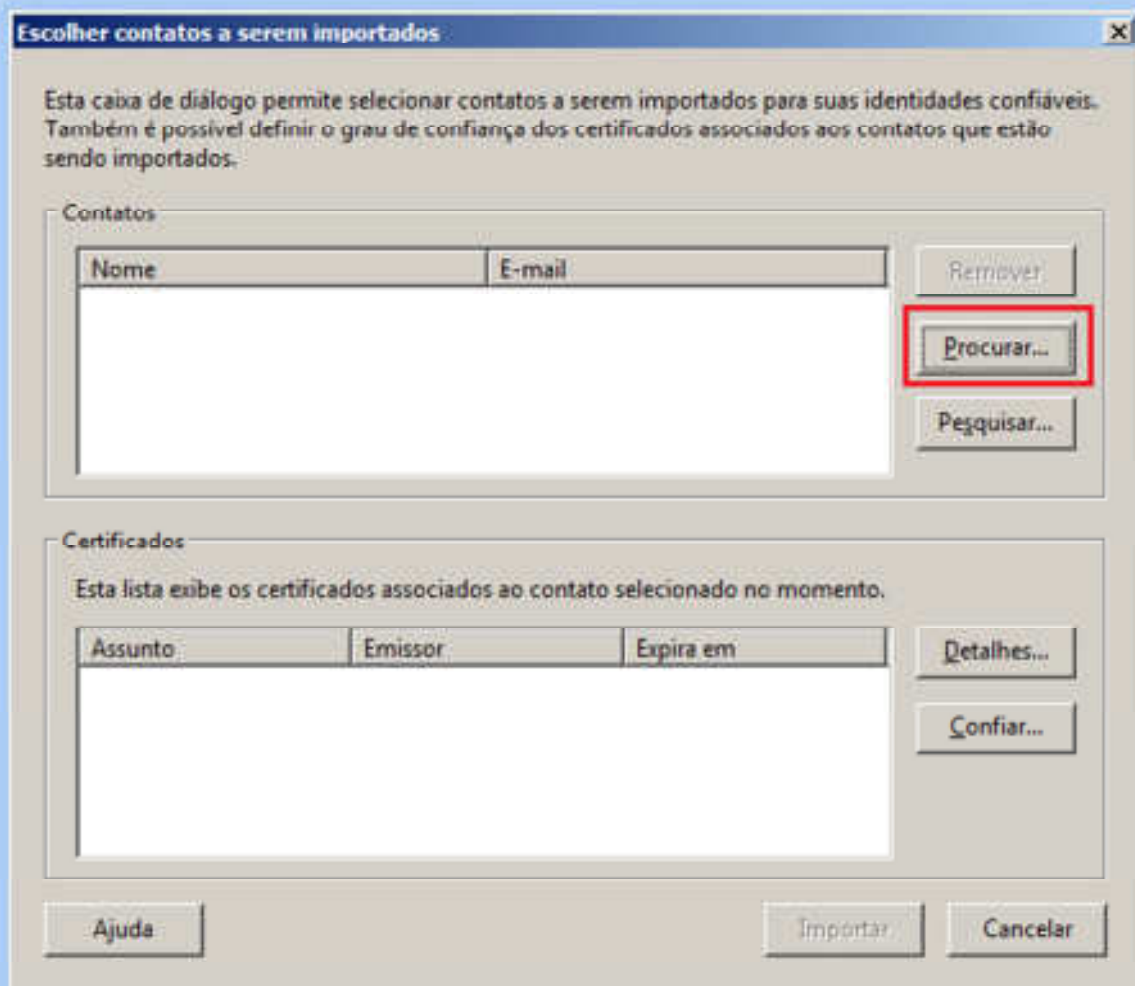 Escolher contatos a serem importados
Esta caixa de diálogo permite selecionar contatos a serem importados para suas identidades confiáveis.
Também é possível definir o grau de confiança dos certificados associados aos contatos que estão
sendo importados.
Contatos
Nome E-mail
Remover
Procurar...
Pesquisar...
Certificados
Esta lista exibe os certificados associados ao contato selecionado no momento.
Assunto Emissor Expira em
Detalhes...
Confiar...
Ajuda Importar Cancelar